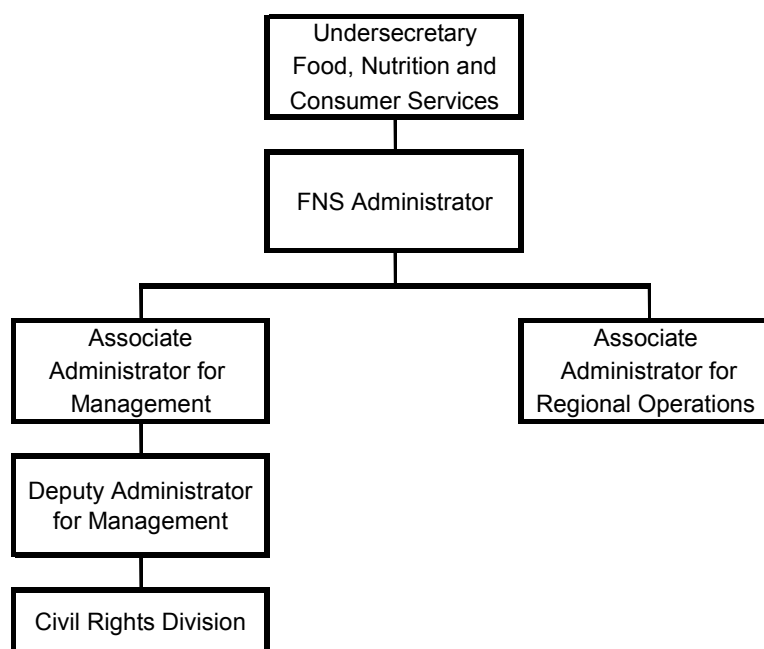 Undersecretary
Food, Nutrition and
Consumer Services
FNS Administrator
Associate
Administrator for
Management
Associate
Administrator for
Regional Operations
Deputy Administrator
for Management
Civil Rights Division